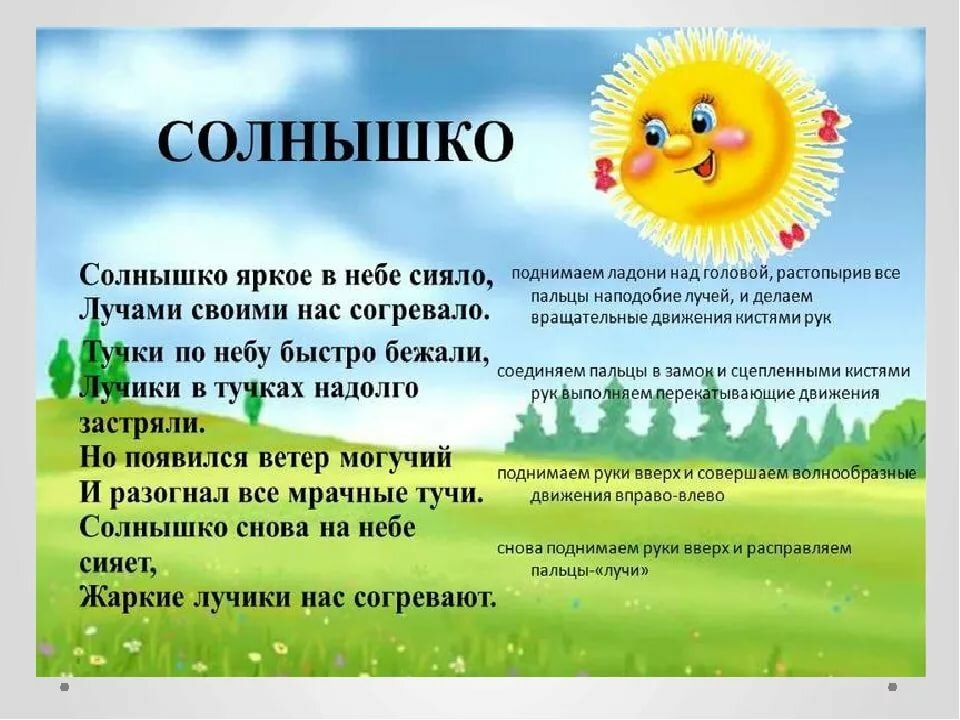 СОЛНЫШКО
Солнышко яркое в небе сияло,
Лучами своими нас согревало.
Тучки по небу быстро бежали,
Лучики в тучках надолго
застряли.
Но появился ветер могучий
И разогнал все мрачные тучи.
Солнышко снова на небе
сияет,
Жаркие лучики нас согревают.
поднимаем ладони над головой, растопырив все
пальцы наподобие лучей, и делаем
вращательные движения кистями рук
соединяем пальцы в замок и сцепленными кистями
рук выполняем перекатывающие движения
поднимаем руки вверх и совершаем волнообразные
движения вправо-влево
снова поднимаем руки вверх и расправляем
пальцы-«лучи»